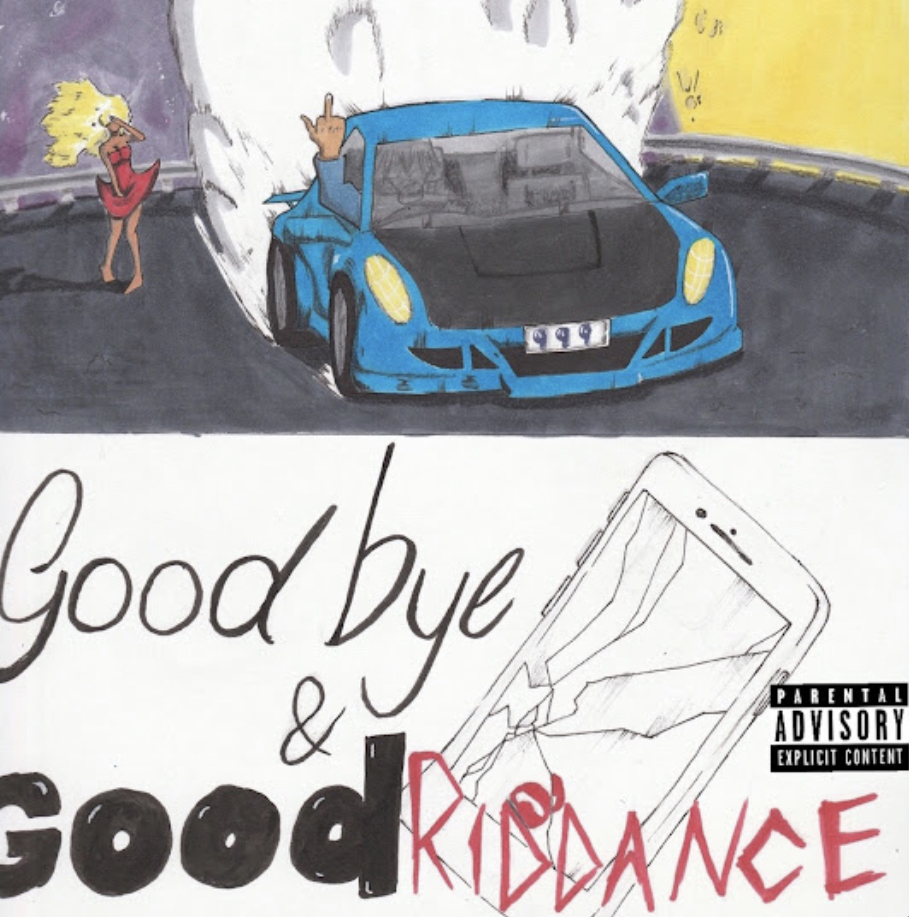 999
Good bye
&
Good RIDDANCE
PARENTAL
ADVISORY
EXPLICIT CONTENT